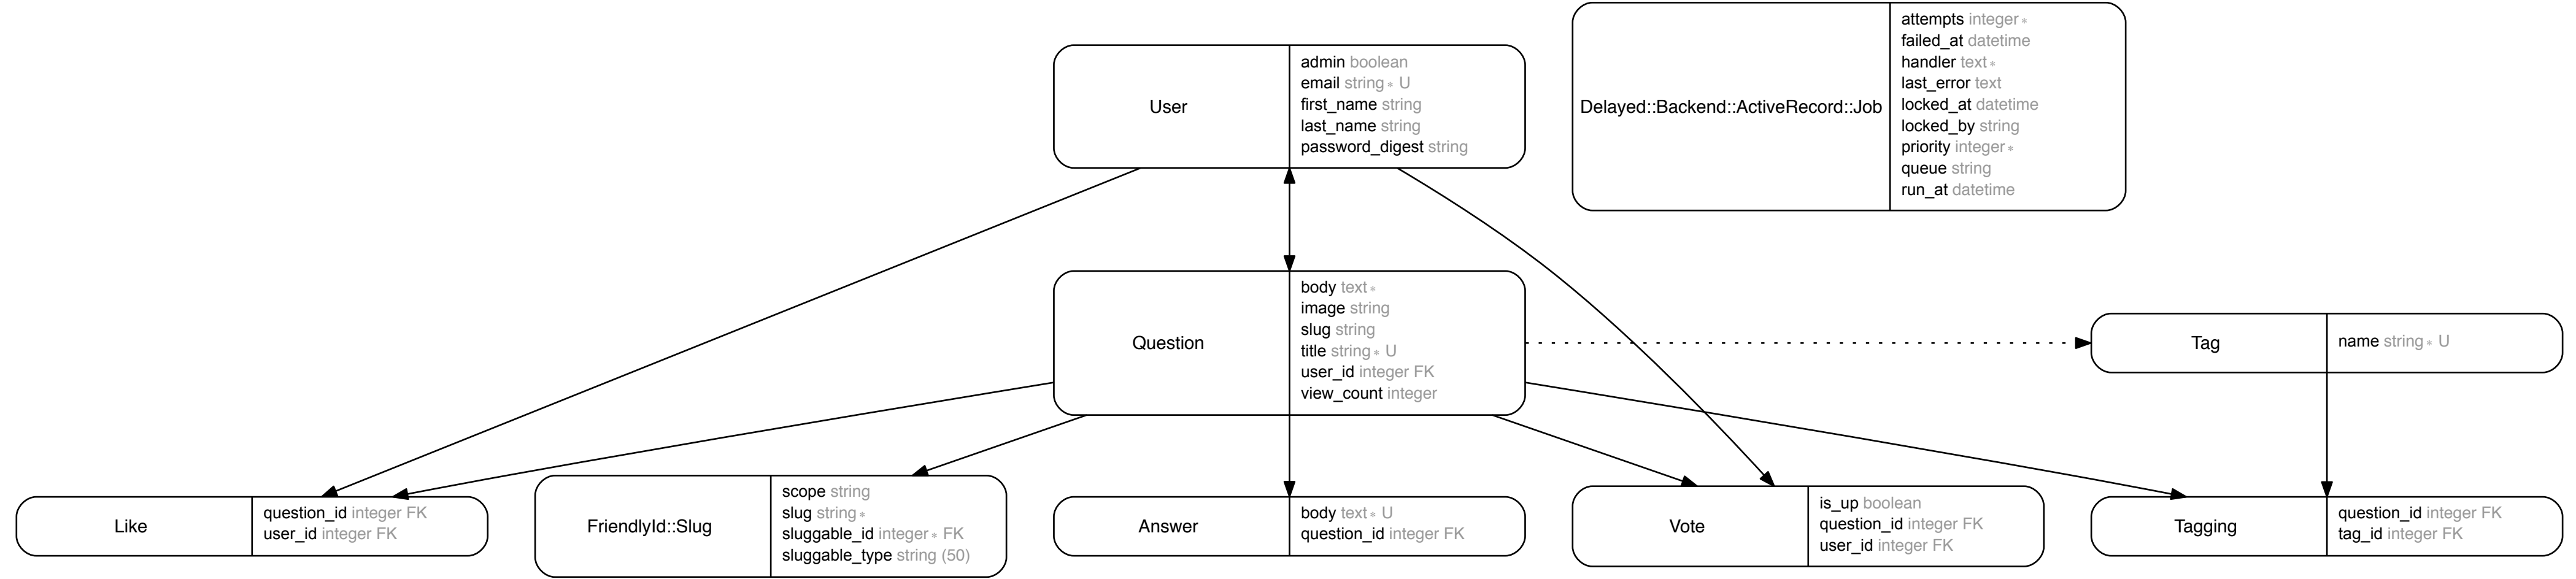 User
admin boolean
email string * U
first_name string
last_name string
password_digest string
Delayed::Backend::ActiveRecord::Job
attempts integer *
failed_at datetime
handler text *
last_error text
locked_at datetime
locked_by string
priority integer *
queue string
run_at datetime
Question
body text *
image string
slug string
title string * U
user_id integer FK
view_count integer
Tag
name string * U
Like
question_id integer FK
user_id integer FK
FriendlyId::Slug
scope string
slug string *
sluggable_id integer * FK
sluggable_type string (50)
Answer
body text * U
question_id integer FK
Vote
is_up boolean
question_id integer FK
user_id integer FK
Tagging
question_id integer FK
tag_id integer FK